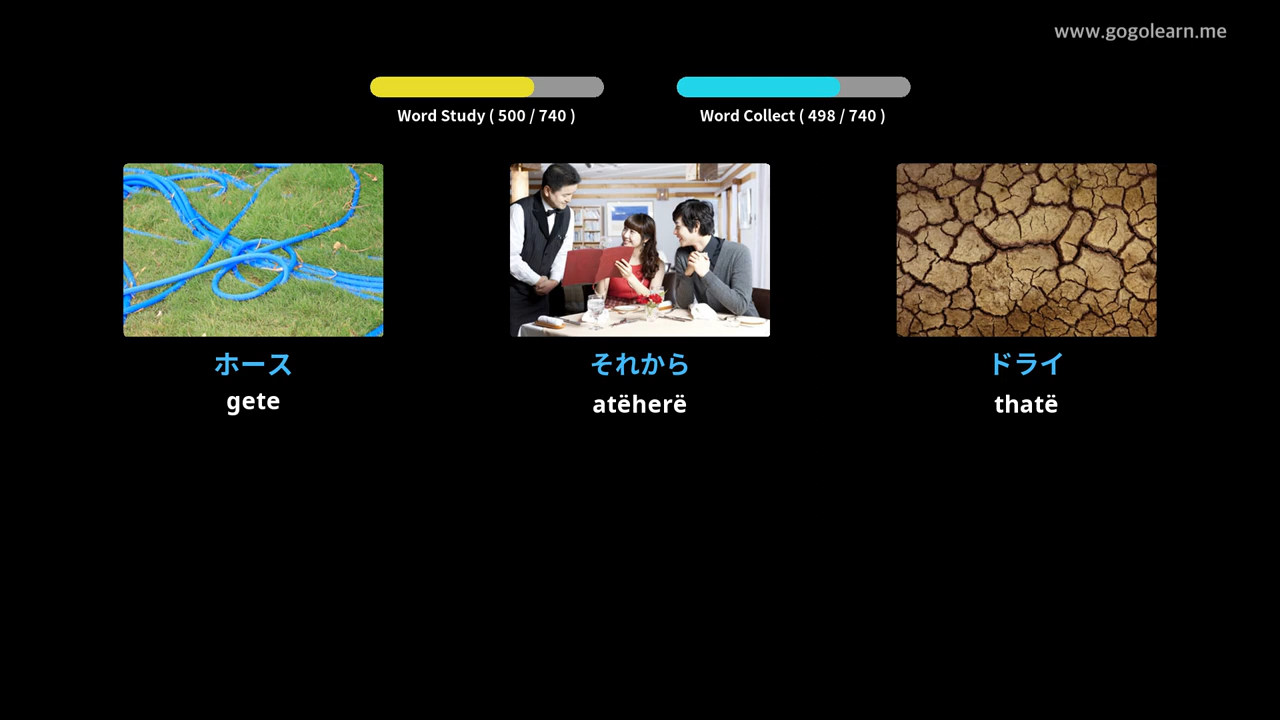 www.gogolearn.me
Word Study ( 500 / 740 )
Word Collect ( 498 / 740 )
ホース
gete
それから
atëherë
ドライ
thatë